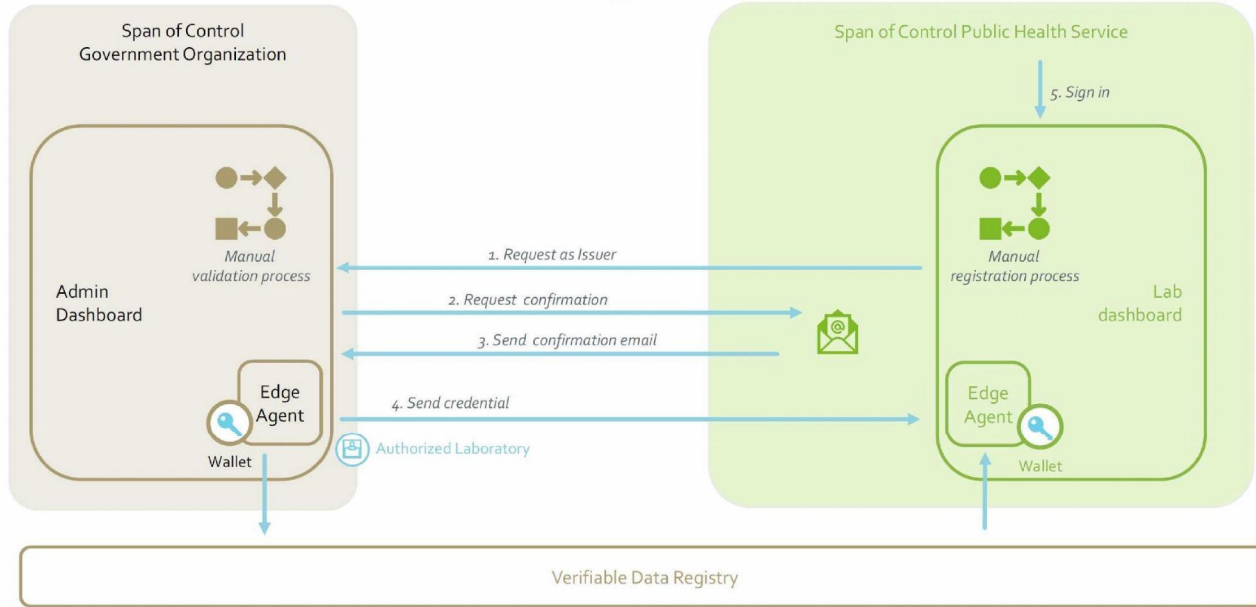 Span of Control
Government Organization
Span of Control Public Health Service
5. Sign in
Manual
validation process
Admin
Dashboard
1. Request as Issuer
2. Request confirmation
3. Send confirmation email
4. Send credential
@
Manual
registration process
Lab
dashboard
Edge
Agent
Wallet
Authorized Laboratory
Edge
Agent
Wallet
Verifiable Data Registry